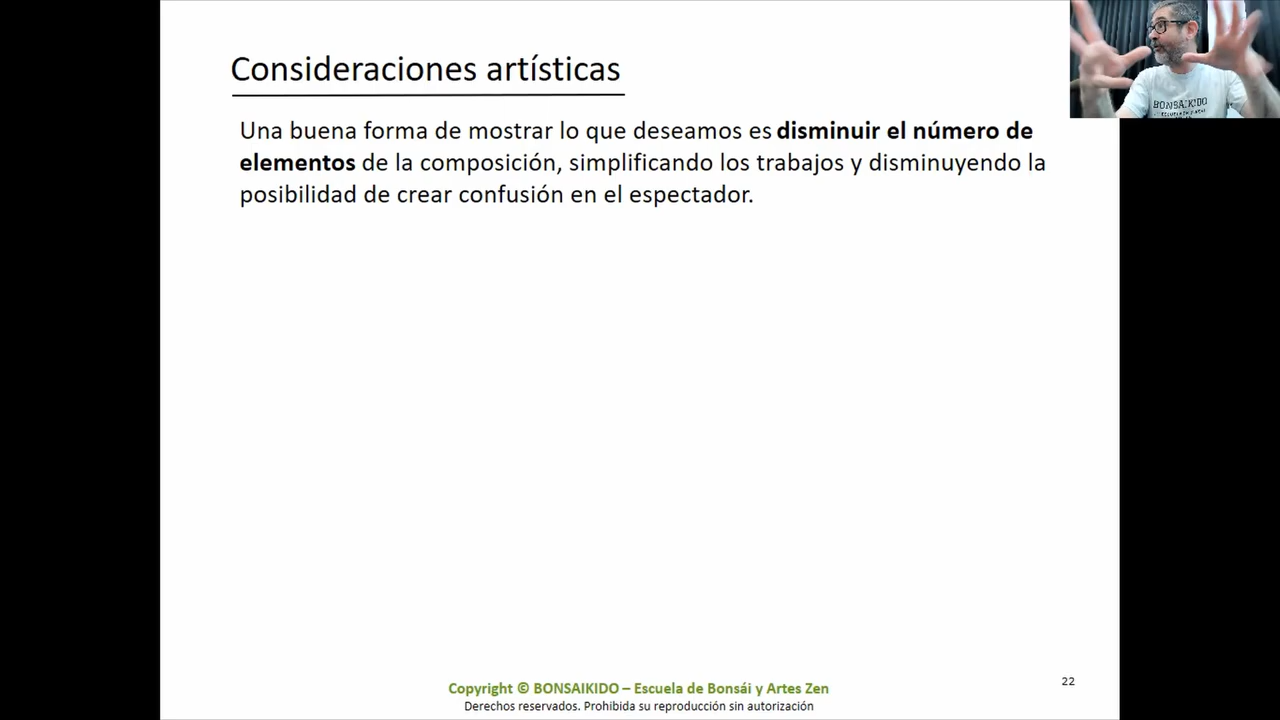 Consideraciones artísticas
Una buena forma de mostrar lo que deseamos es disminuir el número de
elementos de la composición, simplificando los trabajos y disminuyendo la
posibilidad de crear confusión en el espectador.
BONSAIKIDO
Copyright © BONSAIKIDO – Escuela de Bonsái y Artes Zen
Derechos reservados. Prohibida su reproducción sin autorización
22